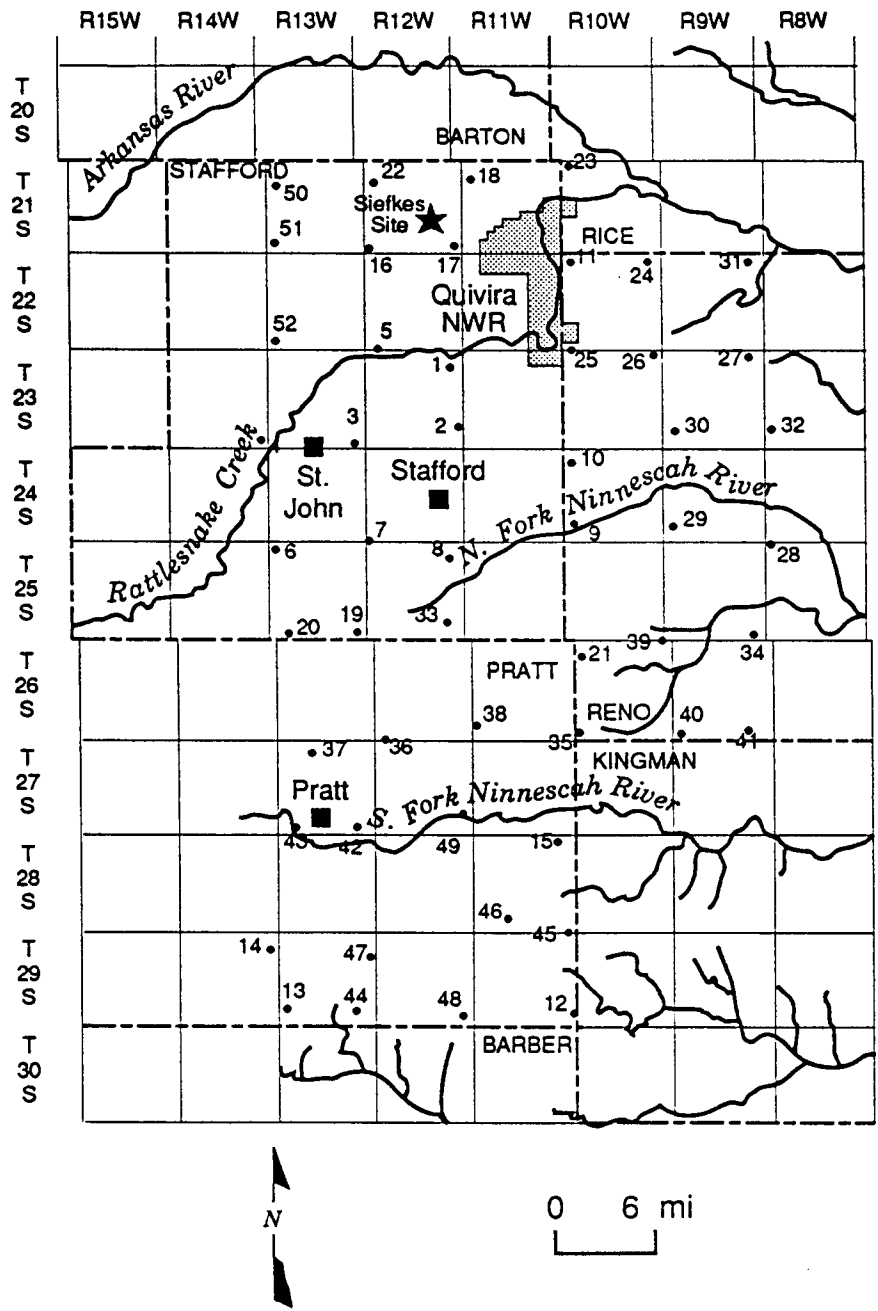 R15W R14W R13W R12W R11W R10W R9W R8W
T
20
S
Arkansas River
BARTON
23
STAFFORD
22
18
50
T
21
S
Siefkes
Site
51
RICE
16
17
11
24
31
T
22
S
Quivira
NWR
52
5
1
25
26
27
T
23
S
3
2
30
32
4
Rattlesnake Creek
St.
John
Stafford
10
T
24
S
N. Fork Ninnescah River
9
29
7
6
8
28
T
25
S
33
20
19
39
34
21
T
26
S
PRATT
RENO
38
40
35
36
41
37
KINGMAN
T
27
S
Pratt
S. Fork Ninnescah River
43
42
49
15
T
28
S
46
45
14
47
T
29
S
13
44
48
12
BARBER
T
30
S
N
0 6 mi